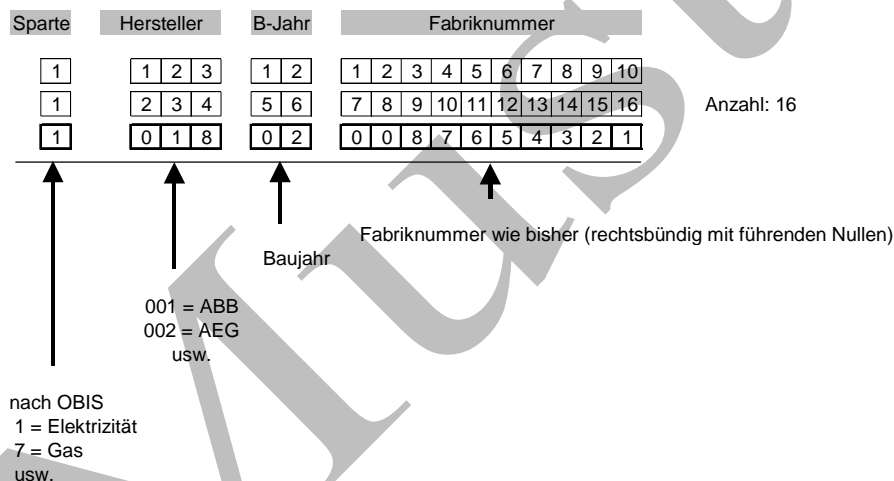 Sparte Hersteller B-Jahr Fabriknummer
1 1 2 3 1 2 1 2 3 4 5 6 7 8 9 10
1 2 3 4 5 6 7 8 9 10 11 12 13 14 15 16 Anzahl: 16
1 0 1 8 0 2 0 0 8 7 6 5 4 3 2 1
Fabriknummer wie bisher (rechtsbündig mit führenden Nullen)
Baujahr
001 = ABB
002 = AEG
usw.
nach OBIS
1 = Elektrizität
7 = Gas
usw.
Must